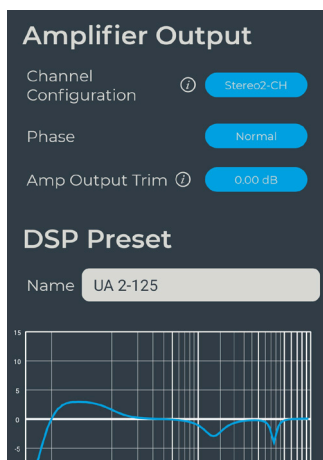 Amplifier Output
Channel
Configuration
i
Stereo2-CH
Phase
Normal
Amp Output Trim
i
0.00 dB
DSP Preset
Name
UA 2-125
15
10
5
0
-5